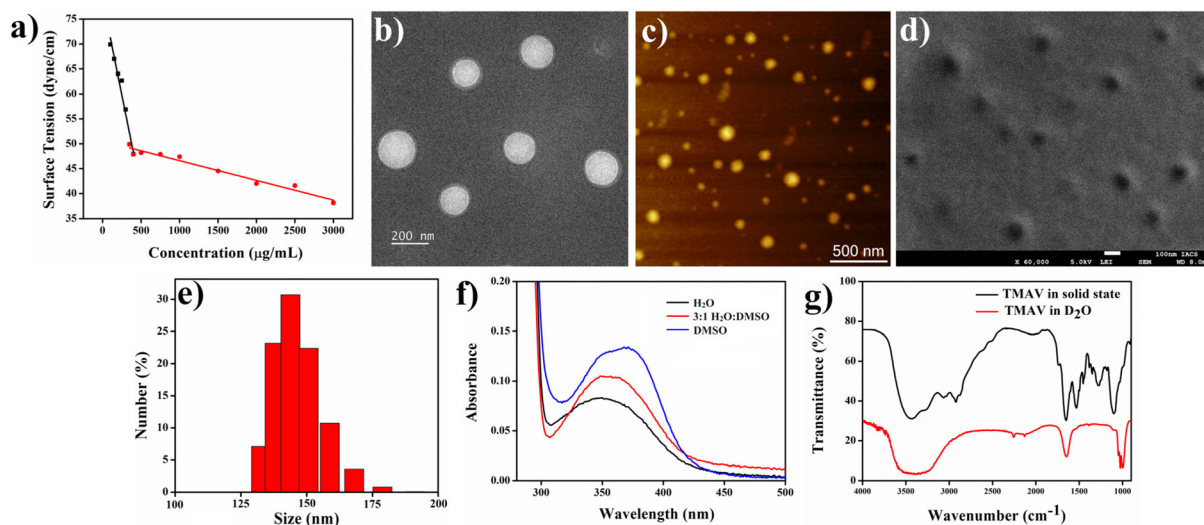 a)
Surface Tension (dyne/cm)
75
70
65
60
55
50
45
40
35
0 500 1000 1500 2000 2500 3000
Concentration (μg/mL)
b)
200 nm
c)
500 nm
d)
100nm IACS
X 60,000 5.0kV LEI SEM WD 8.0m
e)
Number (%)
30
25
20
15
10
5
0
100 125 150 175 200
Size (nm)
f)
Absorbance
0.20
0.15
0.10
0.05
0.00
H₂O
3:1 H₂O:DMSO
DMSO
300 350 400 450 500
Wavelength (nm)
g)
Transmittance (%)
100
80
60
40
20
0
TMAV in solid state
TMAV in D₂O
4000 3500 3000 2500 2000 1500 1000
Wavenumber (cm⁻¹)